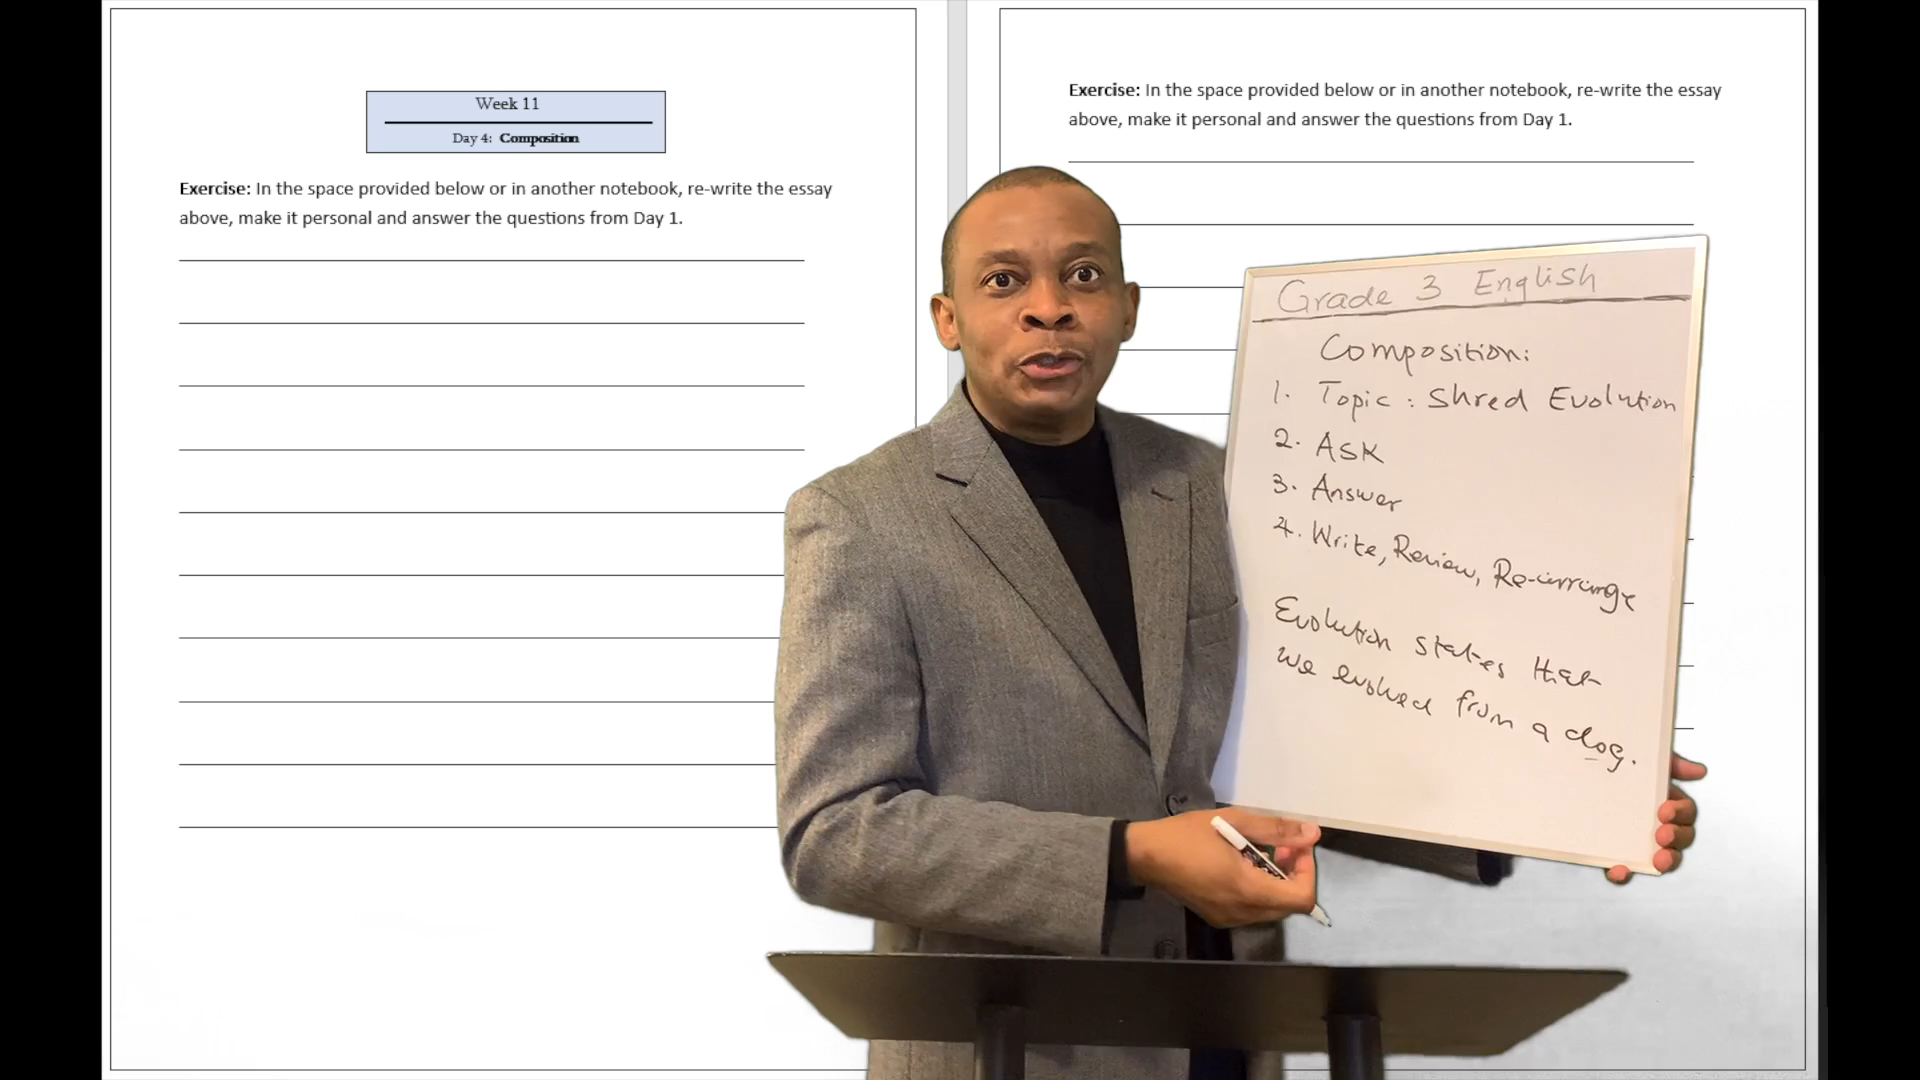 Week 11
Day 4: Composition
Exercise: In the space provided below or in another notebook, re-write the essay
above, make it personal and answer the questions from Day 1.
Exercise: In the space provided below or in another notebook, re-write the essay
above, make it personal and answer the questions from Day 1.
Grade 3 English
Composition:
1. Topic: Shred Evolution
2. Ask
3. Answer
4. Write, Review, Re-arrange
Evolution states that
we evolved from a dog.